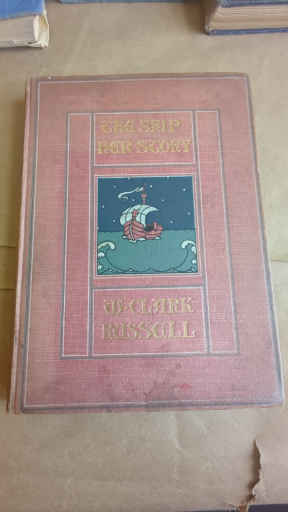 THE SHIP
HER STORY
W. CLARK
RUSSELL